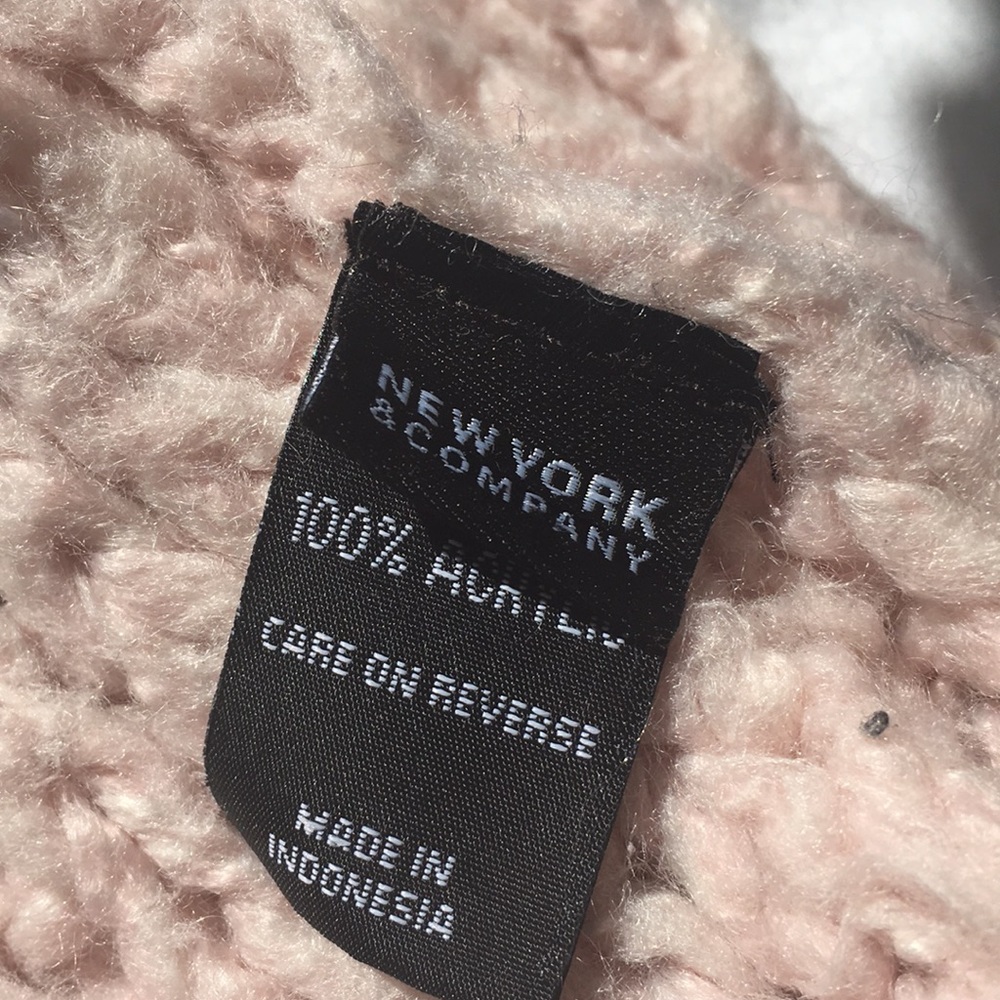 NEW YORK
& COMPANY
100% ACRYLIC
CARE ON REVERSE
MADE IN
INDONESIA